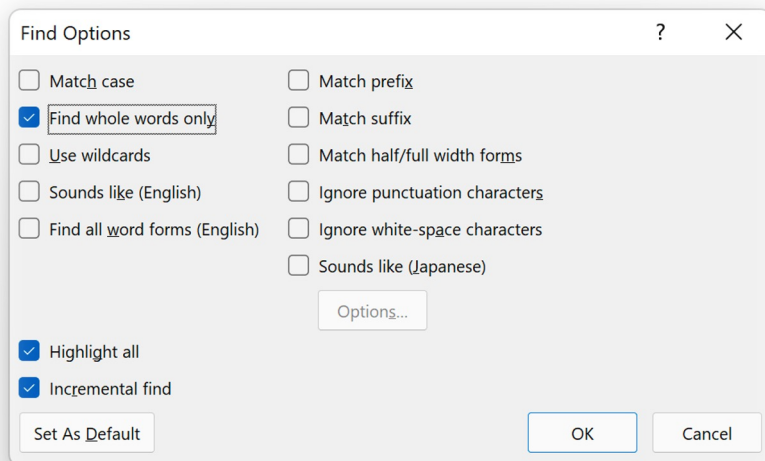 Find Options
?
Match case
Find whole words only
Use wildcards
Sounds like (English)
Find all word forms (English)
Match prefix
Match suffix
Match half/full width forms
Ignore punctuation characters
Ignore white-space characters
Sounds like (Japanese)
Options...
Highlight all
Incremental find
Set As Default
OK
Cancel